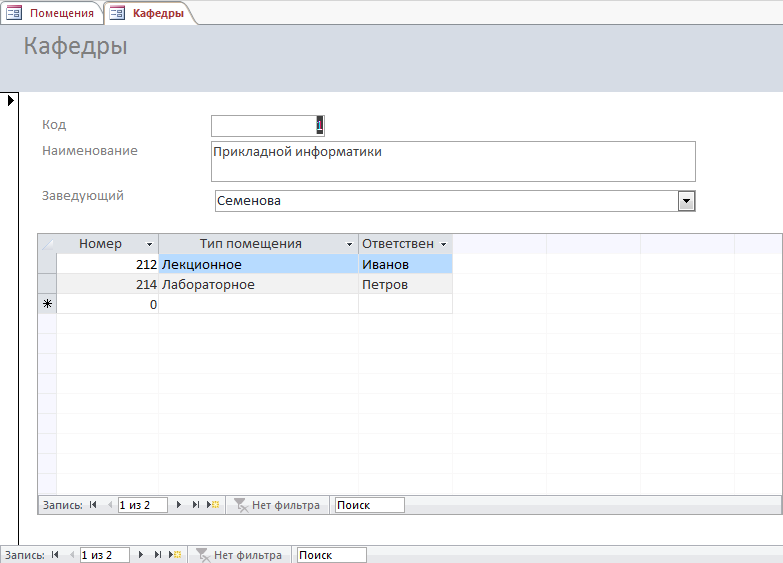 Помещения Кафедры
Кафедры
Код 1
Наименование Прикладной информатики
Заведующий Семенова
Номер Тип помещения Ответствен
212 Лекционное Иванов
214 Лабораторное Петров
0
Запись: 1 из 2 Нет фильтра Поиск
Запись: 1 из 2 Нет фильтра Поиск